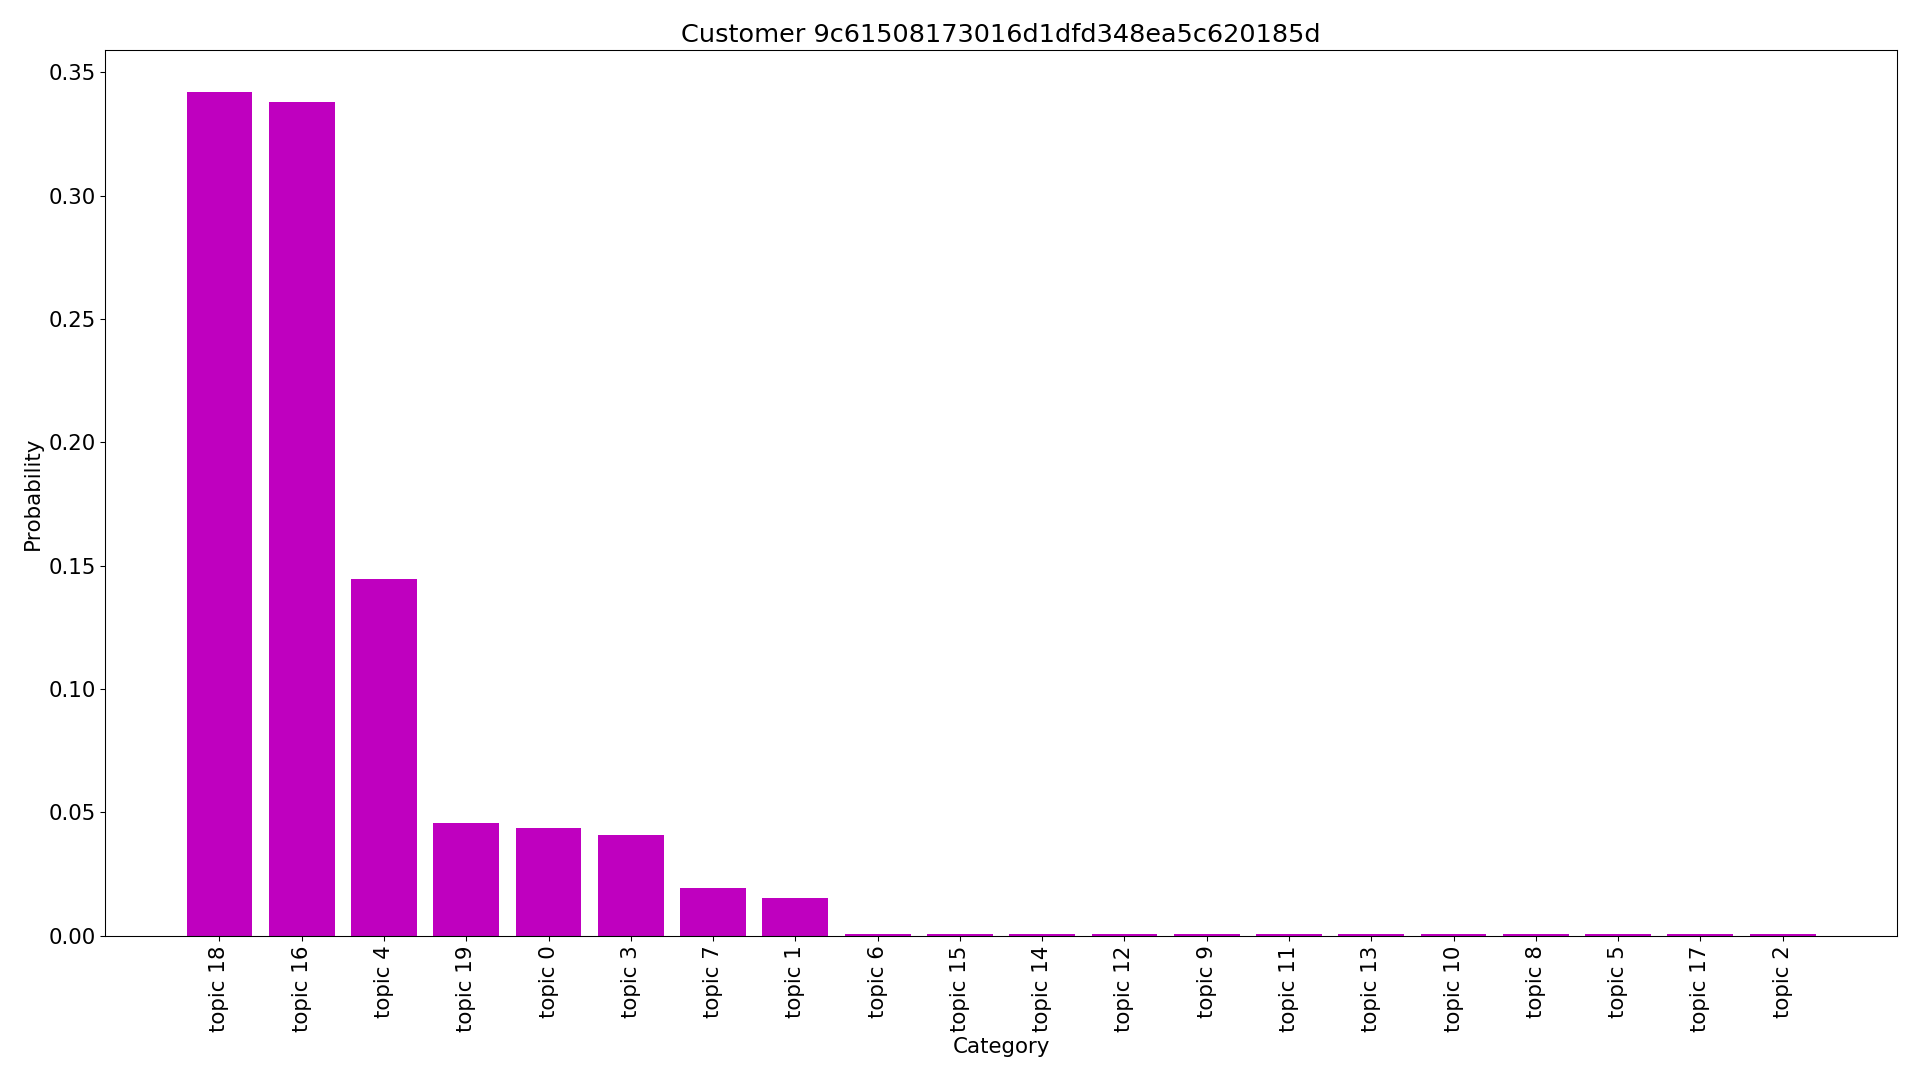 Customer 9c61508173016d1dfd348ea5c620185d
0.35
0.30
0.25
0.20
0.15
0.10
0.05
0.00
Probability
topic 18
topic 16
topic 4
topic 19
topic 0
topic 3
topic 7
topic 1
topic 6
topic 15
topic 14
topic 12
topic 9
topic 11
topic 13
topic 10
topic 8
topic 5
topic 17
topic 2
Category